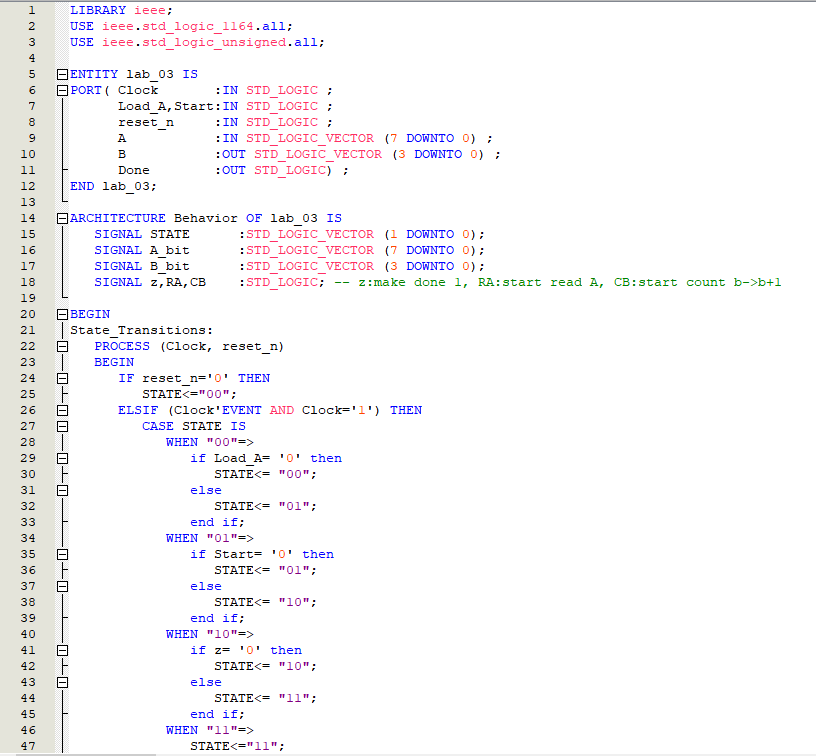 1 LIBRARY ieee;
2 USE ieee.std_logic_1164.all;
3 USE ieee.std_logic_unsigned.all;
4
5 ENTITY lab_03 IS
6 PORT( Clock :IN STD_LOGIC ;
7 Load_A,Start:IN STD_LOGIC ;
8 reset_n :IN STD_LOGIC ;
9 A :IN STD_LOGIC_VECTOR (7 DOWNTO 0) ;
10 B :OUT STD_LOGIC_VECTOR (3 DOWNTO 0) ;
11 Done :OUT STD_LOGIC) ;
12 END lab_03;
13
14 ARCHITECTURE Behavior OF lab_03 IS
15 SIGNAL STATE :STD_LOGIC_VECTOR (1 DOWNTO 0);
16 SIGNAL A_bit :STD_LOGIC_VECTOR (7 DOWNTO 0);
17 SIGNAL B_bit :STD_LOGIC_VECTOR (3 DOWNTO 0);
18 SIGNAL z,RA,CB :STD_LOGIC; -- z:make done 1, RA:start read A, CB:start count b->b+1
19
20 BEGIN
21 State_Transitions:
22 PROCESS (Clock, reset_n)
23 BEGIN
24 IF reset_n='0' THEN
25 STATE<="00";
26 ELSIF (Clock'EVENT AND Clock='1') THEN
27 CASE STATE IS
28 WHEN "00"=>
29 if Load_A= '0' then
30 STATE<= "00";
31 else
32 STATE<= "01";
33 end if;
34 WHEN "01"=>
35 if Start= '0' then
36 STATE<= "01";
37 else
38 STATE<= "10";
39 end if;
40 WHEN "10"=>
41 if z= '0' then
42 STATE<= "10";
43 else
44 STATE<= "11";
45 end if;
46 WHEN "11"=>
47 STATE<="11";